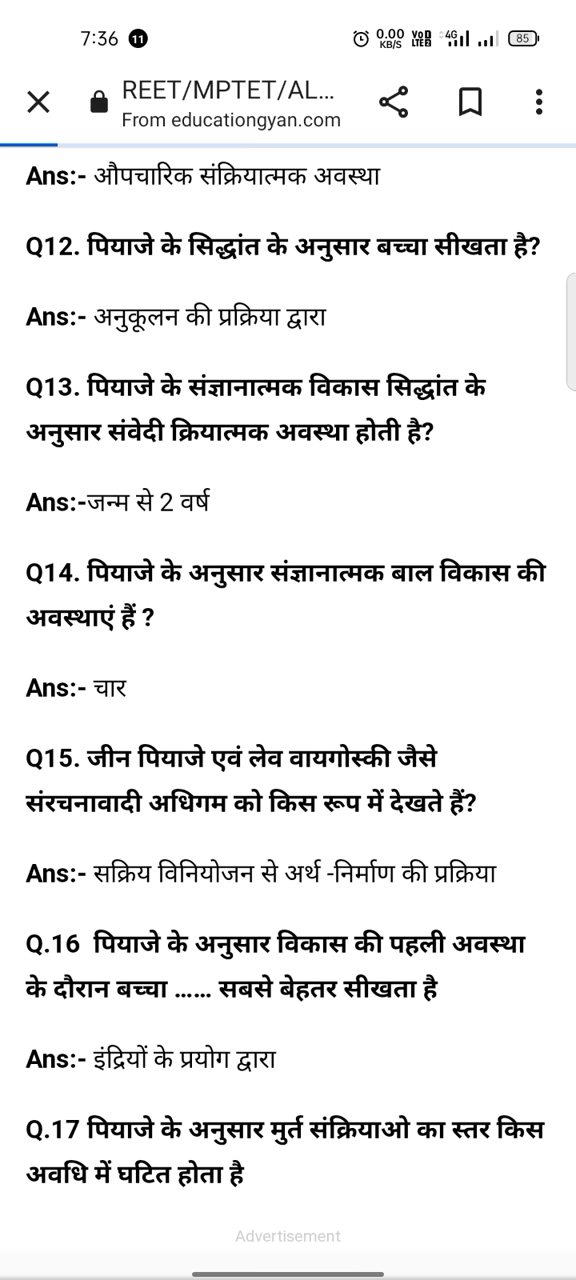 7:36 11 0.00 KB/S VoD LTE2 4G 85
REET/MPTET/AL...
From educationgyan.com
Ans:- औपचारिक संक्रियात्मक अवस्था
Q12. पियाजे के सिद्धांत के अनुसार बच्चा सीखता है?
Ans:- अनुकूलन की प्रक्रिया द्वारा
Q13. पियाजे के संज्ञानात्मक विकास सिद्धांत के
अनुसार संवेदी क्रियात्मक अवस्था होती है?
Ans:-जन्म से 2 वर्ष
Q14. पियाजे के अनुसार संज्ञानात्मक बाल विकास की
अवस्थाएं हैं ?
Ans:- चार
Q15. जीन पियाजे एवं लेव वायगोस्की जैसे
संरचनावादी अधिगम को किस रूप में देखते हैं?
Ans:- सक्रिय विनियोजन से अर्थ -निर्माण की प्रक्रिया
Q.16 पियाजे के अनुसार विकास की पहली अवस्था
के दौरान बच्चा ...... सबसे बेहतर सीखता है
Ans:- इंद्रियों के प्रयोग द्वारा
Q.17 पियाजे के अनुसार मुर्त संक्रियाओ का स्तर किस
अवधि में घटित होता है
Advertisement